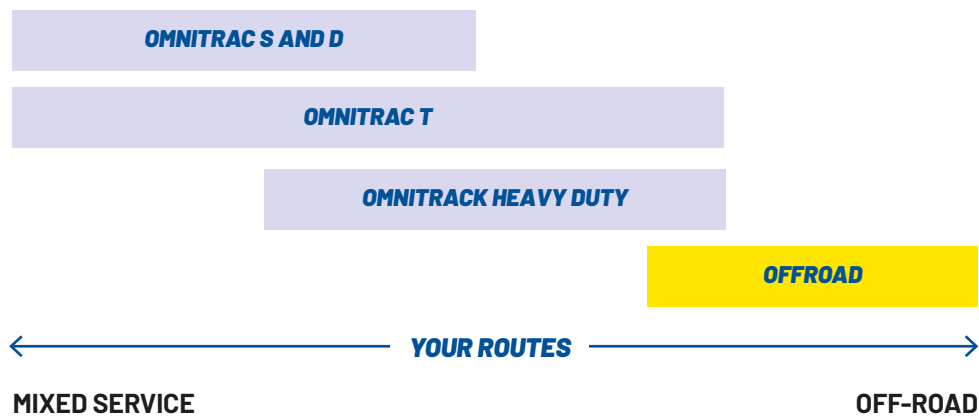 OMNITRAC S AND D
OMNITRAC T
OMNITRACK HEAVY DUTY
OFFROAD
YOUR ROUTES
MIXED SERVICE
OFF-ROAD